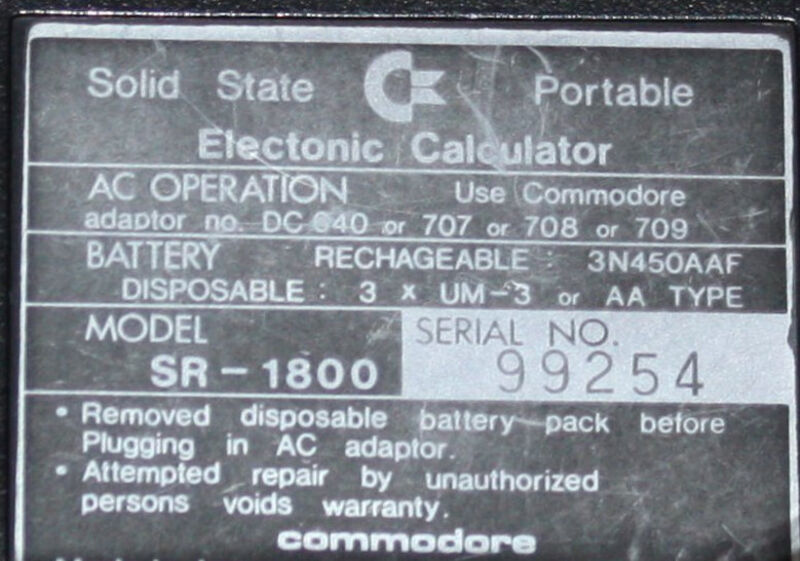 Solid State Portable
Electonic Calculator
AC OPERATION Use Commodore
adaptor no. DC 640 or 707 or 708 or 709
BATTERY RECHAGEABLE : 3N450AAF
DISPOSABLE : 3 x UM-3 or AA TYPE
MODEL SERIAL NO.
SR-1800 99254
• Removed disposable battery pack before
Plugging in AC adaptor.
• Attempted repair by unauthorized
persons voids warranty.
commodore